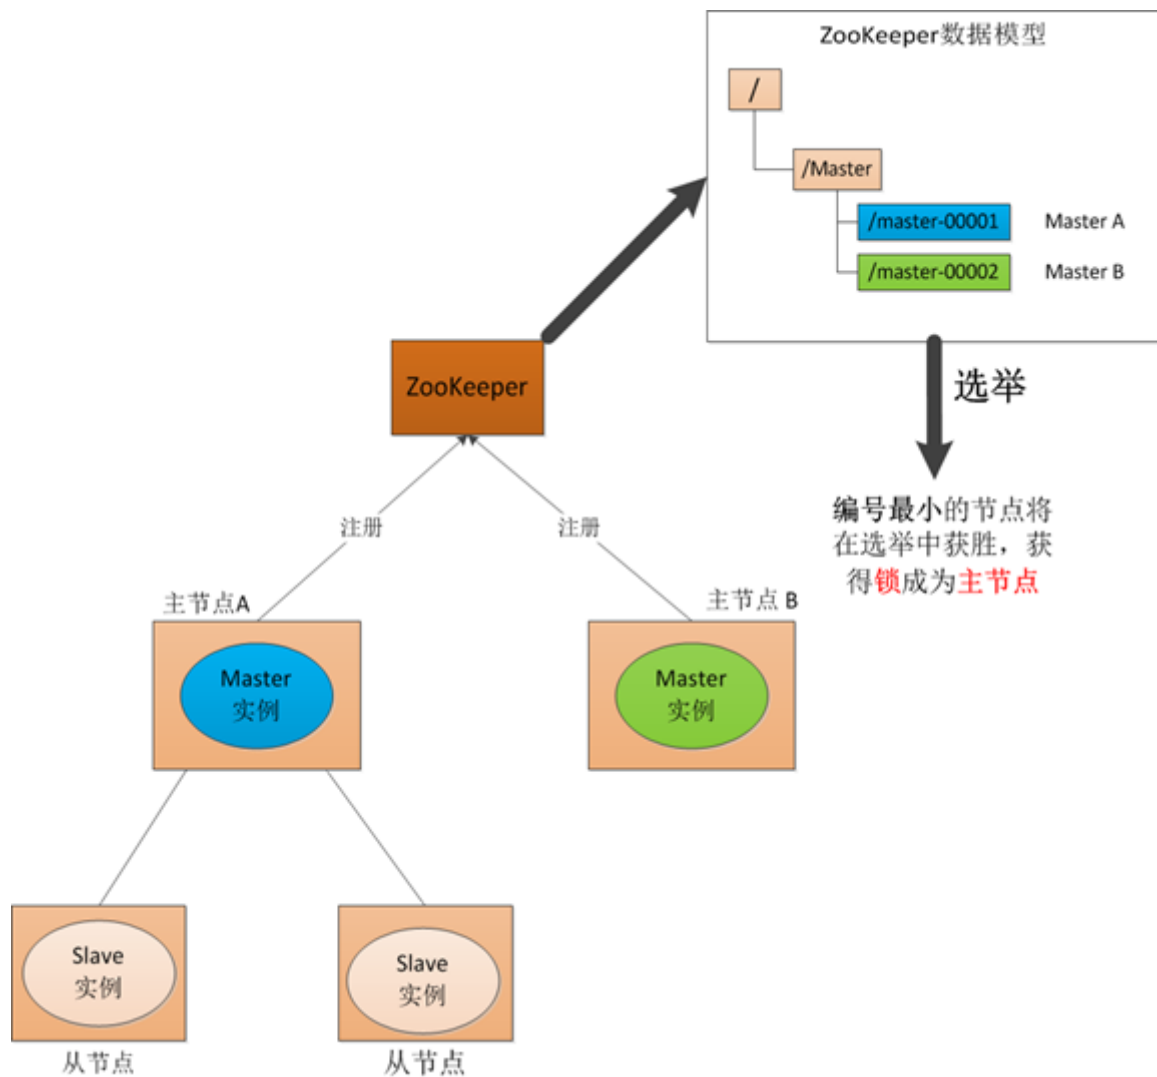 ZooKeeper数据模型
/
/Master
/master-00001 Master A
/master-00002 Master B
ZooKeeper
选举
编号最小的节点将
在选举中获胜，获
得锁成为主节点
注册 注册
主节点A 主节点 B
Master
实例
Master
实例
Slave
实例
Slave
实例
从节点 从节点